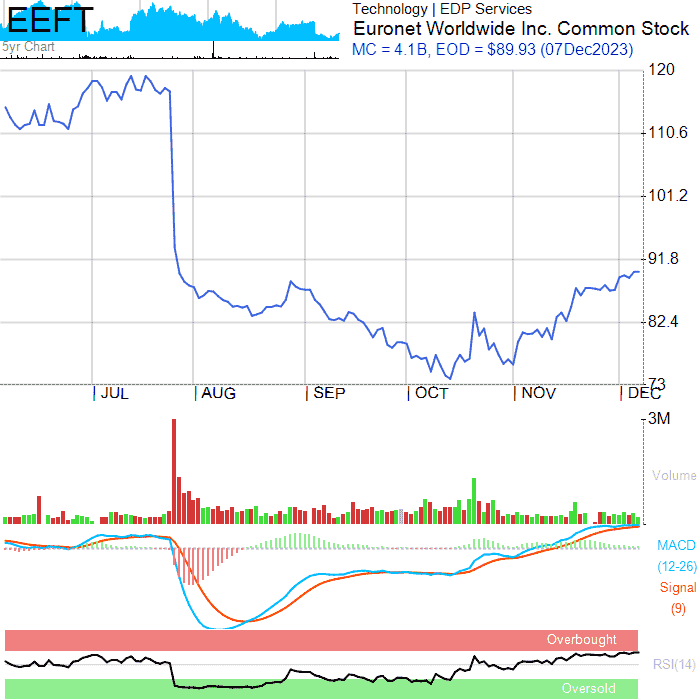 EEFT
5yr Chart
Technology | EDP Services
Euronet Worldwide Inc. Common Stock
MC = 4.1B, EOD = $89.93 (07Dec2023)
120
110.6
101.2
91.8
82.4
73
JUL
AUG
SEP
OCT
NOV
DEC
3M
Volume
MACD
(12-26)
Signal
(9)
Overbought
RSI(14)
Oversold